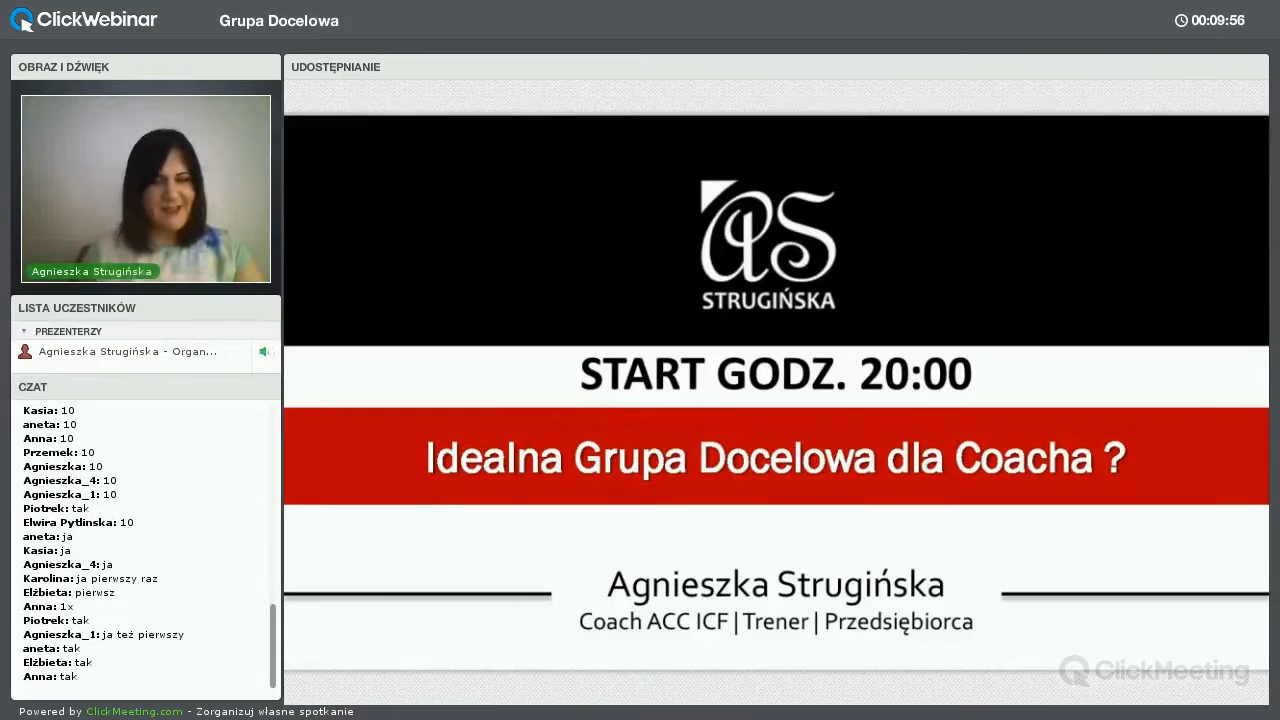 ClickWebinar
Grupa Docelowa
00:09:56
OBRAZ I DŹWIĘK
Agnieszka Strugińska
LISTA UCZESTNIKÓW
PREZENTERZY
Agnieszka Strugińska - Organ...
CZAT
Kasia: 10
aneta: 10
Anna: 10
Przemek: 10
Agnieszka: 10
Agnieszka_4: 10
Agnieszka_1: 10
Piotrek: tak
Elwira Pytlinska: 10
aneta: ja
Kasia: ja
Agnieszka_4: ja
Karolina: ja pierwszy raz
Elżbieta: pierwsz
Anna: 1x
Piotrek: tak
Agnieszka_1: ja też pierwszy
aneta: tak
Elżbieta: tak
Anna: tak
UDOSTĘPNIANIE
aS
STRUGIŃSKA
START GODZ. 20:00
Idealna Grupa Docelowa dla Coacha ?
Agnieszka Strugińska
Coach ACC ICF | Trener | Przedsiębiorca
ClickMeeting
Powered by ClickMeeting.com - Zorganizuj własne spotkanie